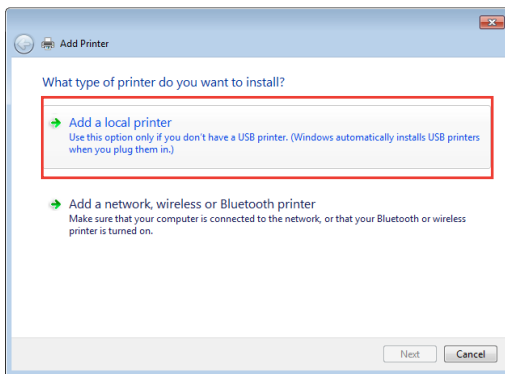 Add Printer
What type of printer do you want to install?
Add a local printer
Use this option only if you don't have a USB printer. (Windows automatically installs USB printers
when you plug them in.)
Add a network, wireless or Bluetooth printer
Make sure that your computer is connected to the network, or that your Bluetooth or wireless
printer is turned on.
Next Cancel